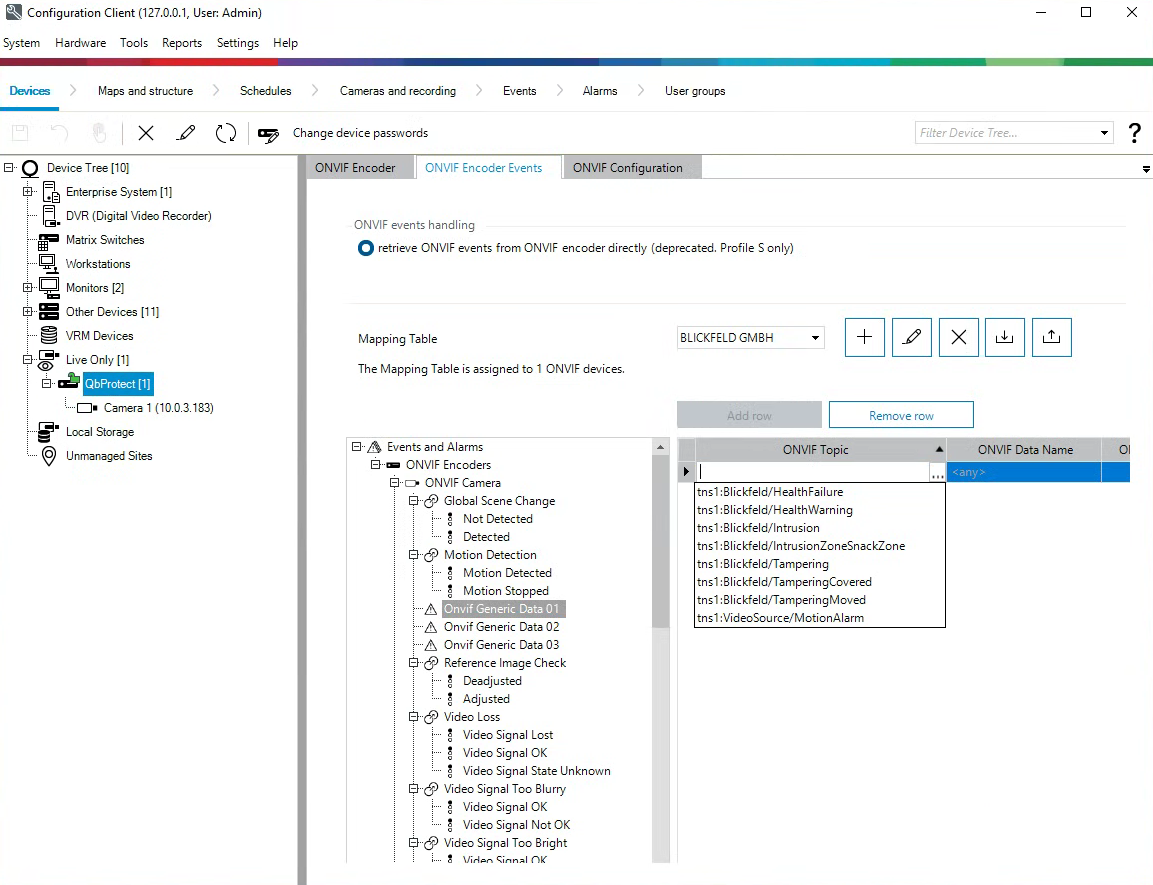 Configuration Client (127.0.0.1, User: Admin)
System Hardware Tools Reports Settings Help
Devices Maps and structure Schedules Cameras and recording Events Alarms User groups
Change device passwords
Filter Device Tree...
?
Device Tree [10]
Enterprise System [1]
DVR (Digital Video Recorder)
Matrix Switches
Workstations
Monitors [2]
Other Devices [11]
VRM Devices
Live Only [1]
QbProtect [1]
Camera 1 (10.0.3.183)
Local Storage
Unmanaged Sites
ONVIF Encoder ONVIF Encoder Events ONVIF Configuration
ONVIF events handling
retrieve ONVIF events from ONVIF encoder directly (deprecated. Profile S only)
Mapping Table
BLICKFELD GMBH
The Mapping Table is assigned to 1 ONVIF devices.
Add row Remove row
Events and Alarms
ONVIF Encoders
ONVIF Camera
Global Scene Change
Not Detected
Detected
Motion Detection
Motion Detected
Motion Stopped
Onvif Generic Data 01
Onvif Generic Data 02
Onvif Generic Data 03
Reference Image Check
Deadjusted
Adjusted
Video Loss
Video Signal Lost
Video Signal OK
Video Signal State Unknown
Video Signal Too Blurry
Video Signal OK
Video Signal Not OK
Video Signal Too Bright
Video Signal OK
ONVIF Topic ONVIF Data Name
... <any>
tns1:Blickfeld/HealthFailure
tns1:Blickfeld/HealthWarning
tns1:Blickfeld/Intrusion
tns1:Blickfeld/IntrusionZoneSnackZone
tns1:Blickfeld/Tampering
tns1:Blickfeld/TamperingCovered
tns1:Blickfeld/TamperingMoved
tns1:VideoSource/MotionAlarm